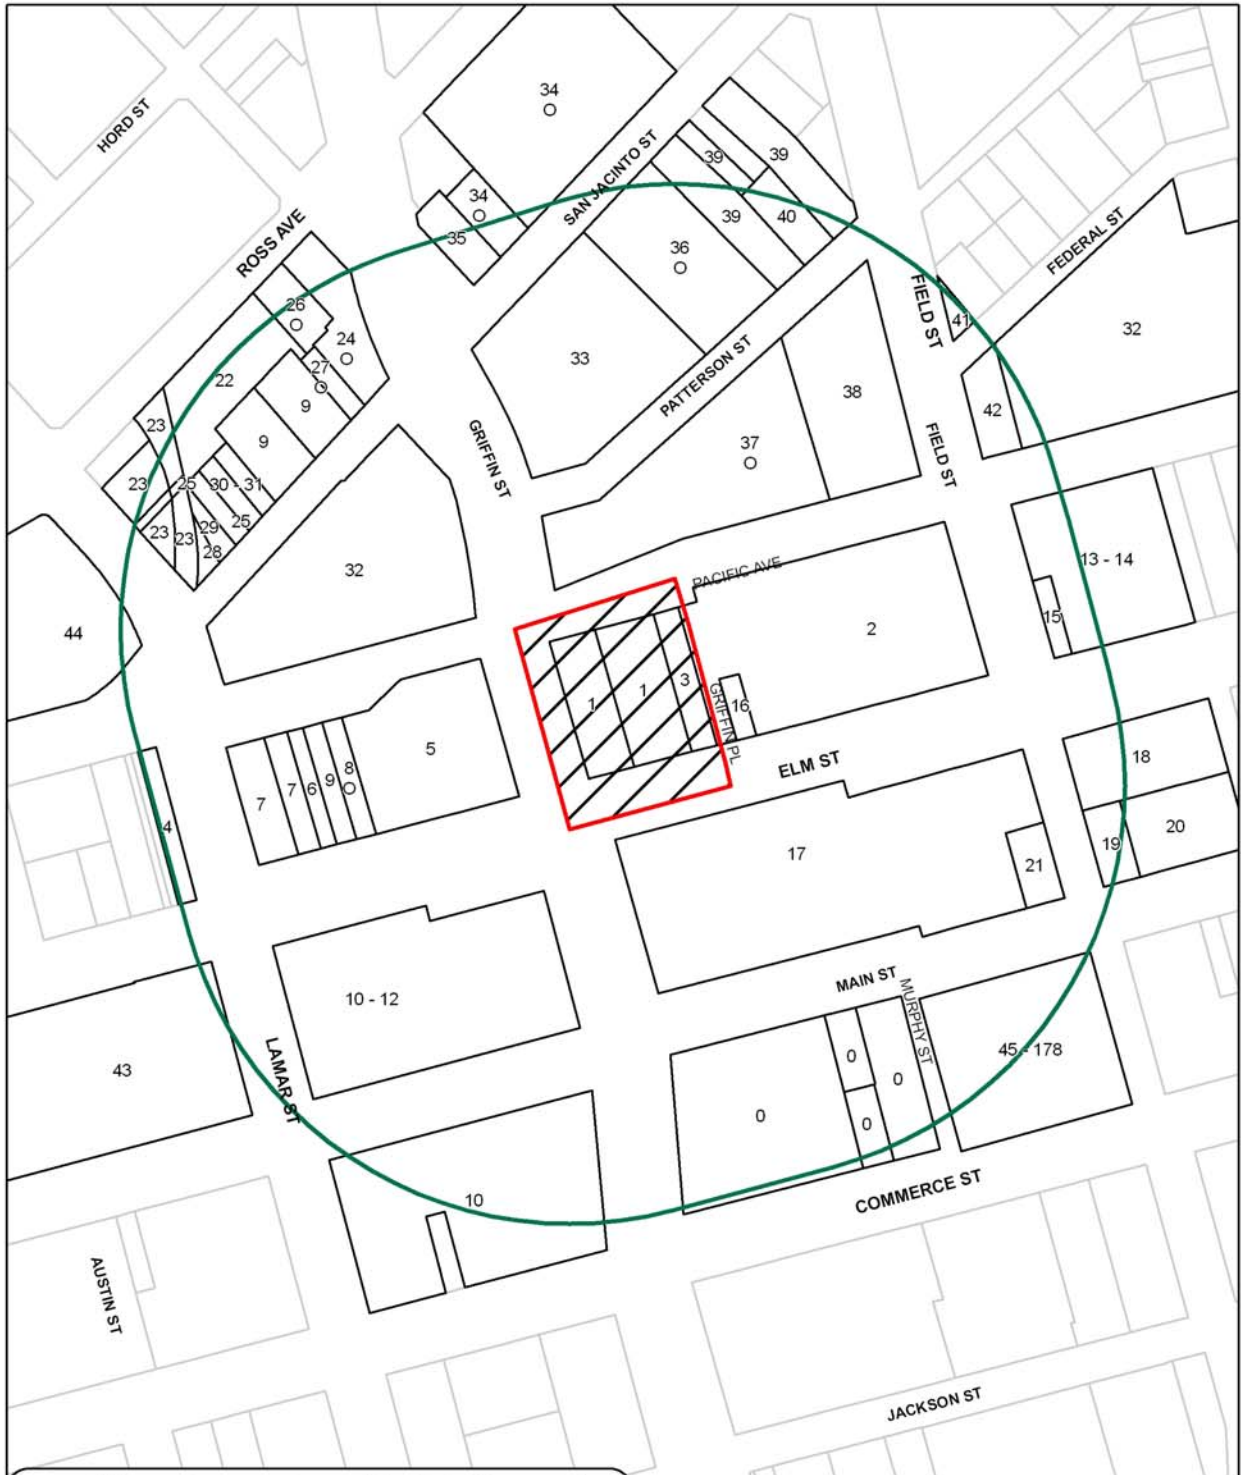 34
HORD ST
SAN JACINTO ST
39
39
34
ROSS AVE
35
39
40
36
FEDERAL ST
26
24
27
22
9
33
PATTERSON ST
FIELD ST
41
32
38
42
23
9
GRIFFIN ST
37
FIELD ST
23
25
30 - 31
23
23
29
25
28
32
PACIFIC AVE
13 - 14
15
44
2
1
1
3
16
GRIFFIN PL
5
ELM ST
18
7
7
6
9
8
4
17
19
20
21
10 - 12
MAIN ST
MURPHY ST
43
LAMAR ST
0
0
0
0
45 - 178
10
COMMERCE ST
AUSTIN ST
JACKSON ST